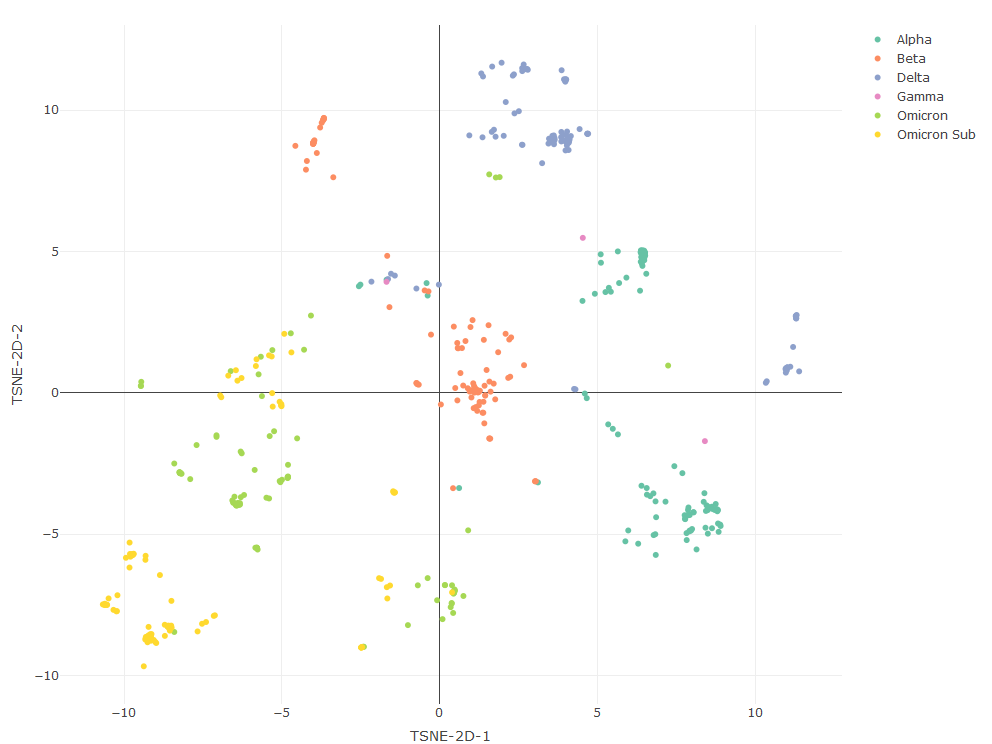 Alpha
Beta
Delta
Gamma
Omicron
Omicron Sub
10
5
0
−5
−10
TSNE-2D-2
−10
−5
0
5
10
TSNE-2D-1